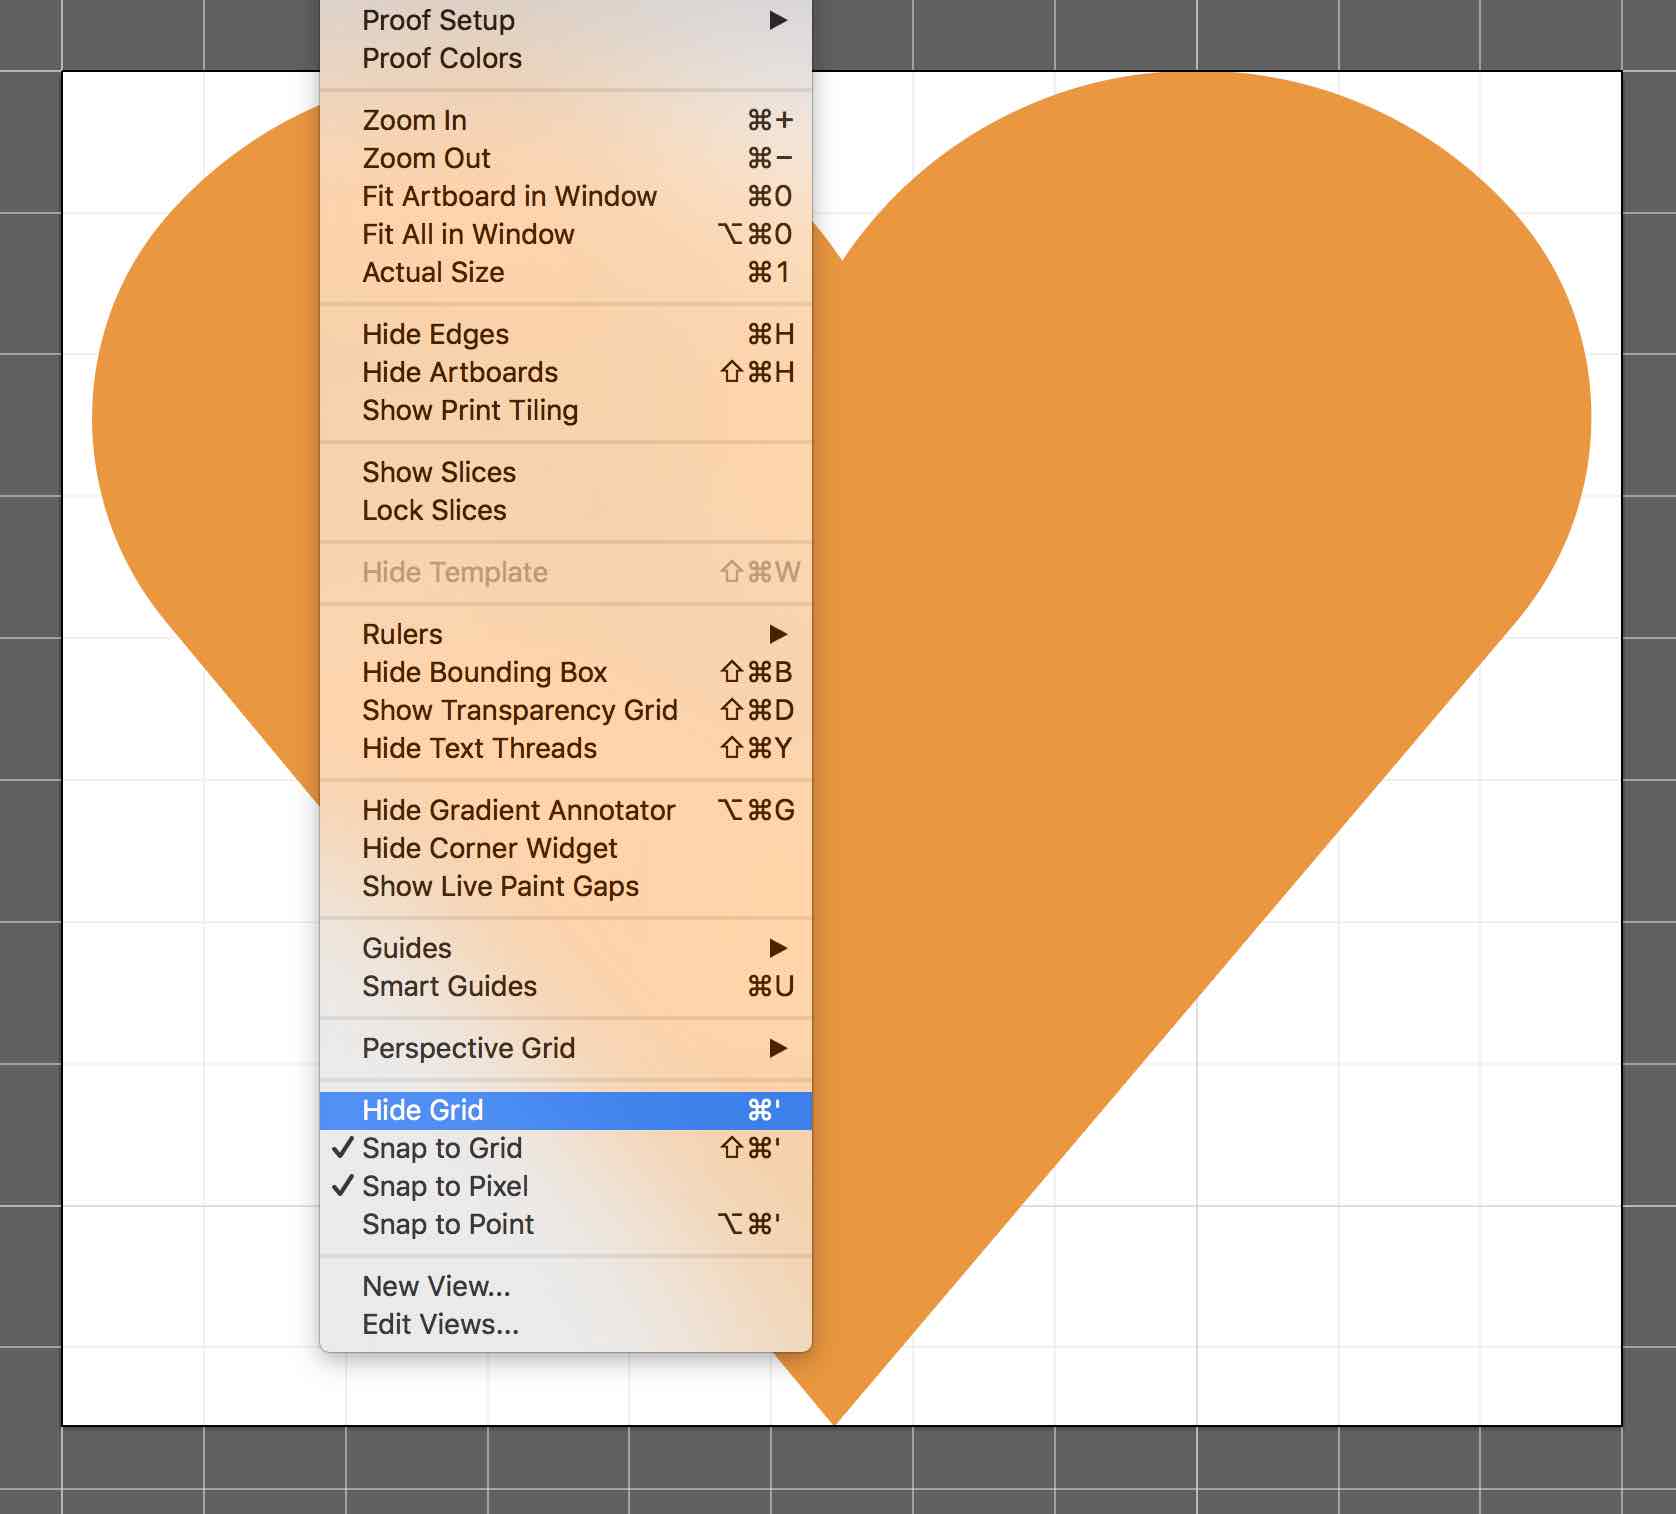 Proof Setup ▶
Proof Colors
Zoom In ⌘+
Zoom Out ⌘−
Fit Artboard in Window ⌘0
Fit All in Window ⌥⌘0
Actual Size ⌘1
Hide Edges ⌘H
Hide Artboards ⇧⌘H
Show Print Tiling
Show Slices
Lock Slices
Hide Template ⇧⌘W
Rulers ▶
Hide Bounding Box ⇧⌘B
Show Transparency Grid ⇧⌘D
Hide Text Threads ⇧⌘Y
Hide Gradient Annotator ⌥⌘G
Hide Corner Widget
Show Live Paint Gaps
Guides ▶
Smart Guides ⌘U
Perspective Grid ▶
Hide Grid ⌘'
✓ Snap to Grid ⇧⌘'
✓ Snap to Pixel
Snap to Point ⌥⌘'
New View...
Edit Views...